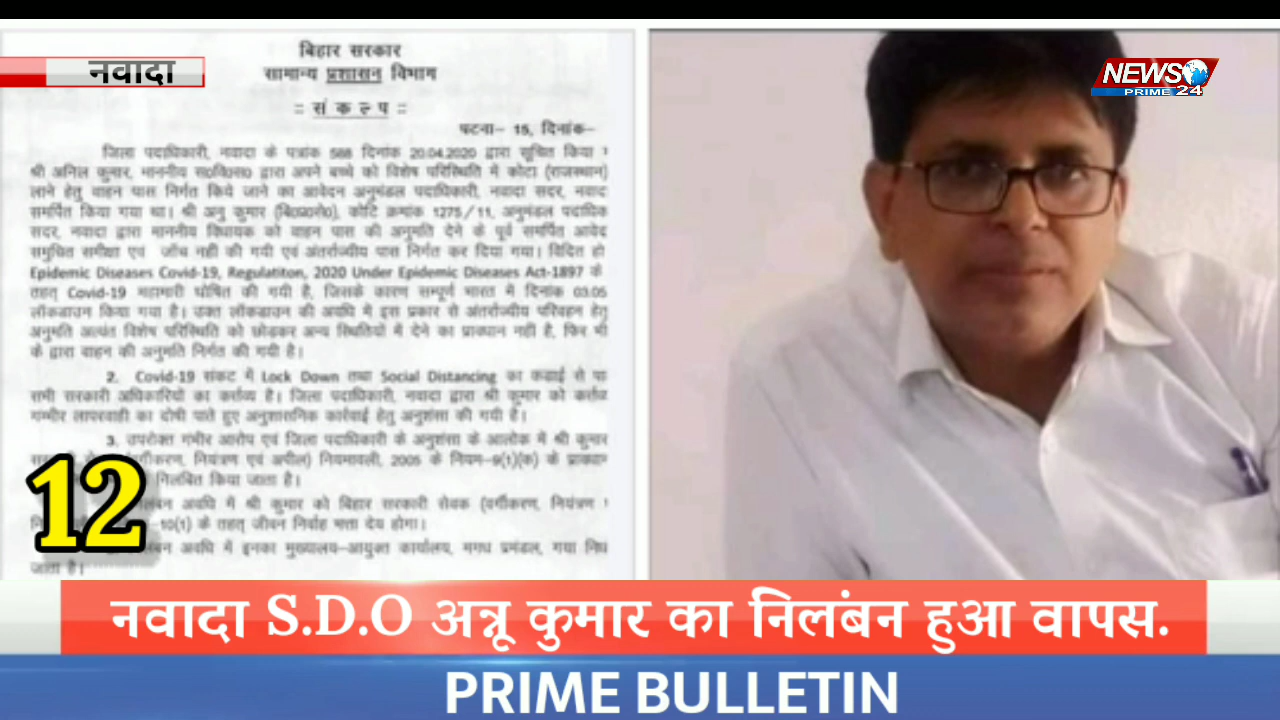 बिहार सरकार
सामान्य प्रशासन विभाग
नवादा
:: सं क ल्प ::
NEWS
PRIME 24
पटना– 15, दिनांक–
जिला पदाधिकारी, नवादा के पत्रांक 588 दिनांक 20.04.2020 द्वारा सूचित किया
श्री अनिल कुमार, माननीय स०वि०स० द्वारा अपने बच्चे को विशेष परिस्थिति में कोटा (राजस्थान)
लाने हेतु वाहन पास निर्गत किये जाने का आवेदन अनुमंडल पदाधिकारी, नवादा सदर, नवाद
समर्पित किया गया था। श्री अनु कुमार (बि०प्र०से०), कोटि क्रमांक 1275/11, अनुमंडल पदाधिक
सदर, नवादा द्वारा माननीय विधायक को वाहन पास की अनुमति देने के पूर्व समर्पित आवेद
समुचित समीक्षा एवं जाँच नहीं की गयी एवं अंतर्राज्यीय पास निर्गत कर दिया गया। विदित हो
Epidemic Diseases Covid-19, Regulatiton, 2020 Under Epidemic Diseases Act-1897 के
तहत् Covid-19 महामारी घोषित की गयी है, जिसके कारण सम्पूर्ण भारत में दिनांक 03.05
लॉकडाउन किया गया है। उक्त लॉकडाउन की अवधि में इस प्रकार से अंतर्राज्यीय परिवहन हेतु
अनुमति अत्यंत विशेष परिस्थिति को छोड़कर अन्य स्थितियों में देने का प्रावधान नहीं है, फिर भी
के द्वारा वाहन की अनुमति निर्गत की गयी है।
2. Covid-19 संकट में Lock Down तथा Social Distancing का कड़ाई से पा
सभी सरकारी अधिकारियों का कर्तव्य है। जिला पदाधिकारी, नवादा द्वारा श्री कुमार को कर्तव्य
गम्भीर लापरवाही का दोषी पाते हुए अनुशासनिक कार्रवाई हेतु अनुशंसा की गयी है।
3. उपरोक्त गंभीर आरोप एवं जिला पदाधिकारी के अनुशंसा के आलोक में श्री कुमार
र्गीकरण, नियंत्रण एवं अपील) नियमावली, 2005 के नियम–9(1)(क) के प्रावधान
निलंबित किया जाता है।
लंबन अवधि में श्री कुमार को बिहार सरकारी सेवक (वर्गीकरण, नियंत्रण
–10(1) के तहत् जीवन निर्वाह भत्ता देय होगा।
लंबन अवधि में इनका मुख्यालय–आयुक्त कार्यालय, मगध प्रमंडल, गया निर्धा
जाता है।
12
नवादा S.D.O अन्नू कुमार का निलंबन हुआ वापस.
PRIME BULLETIN